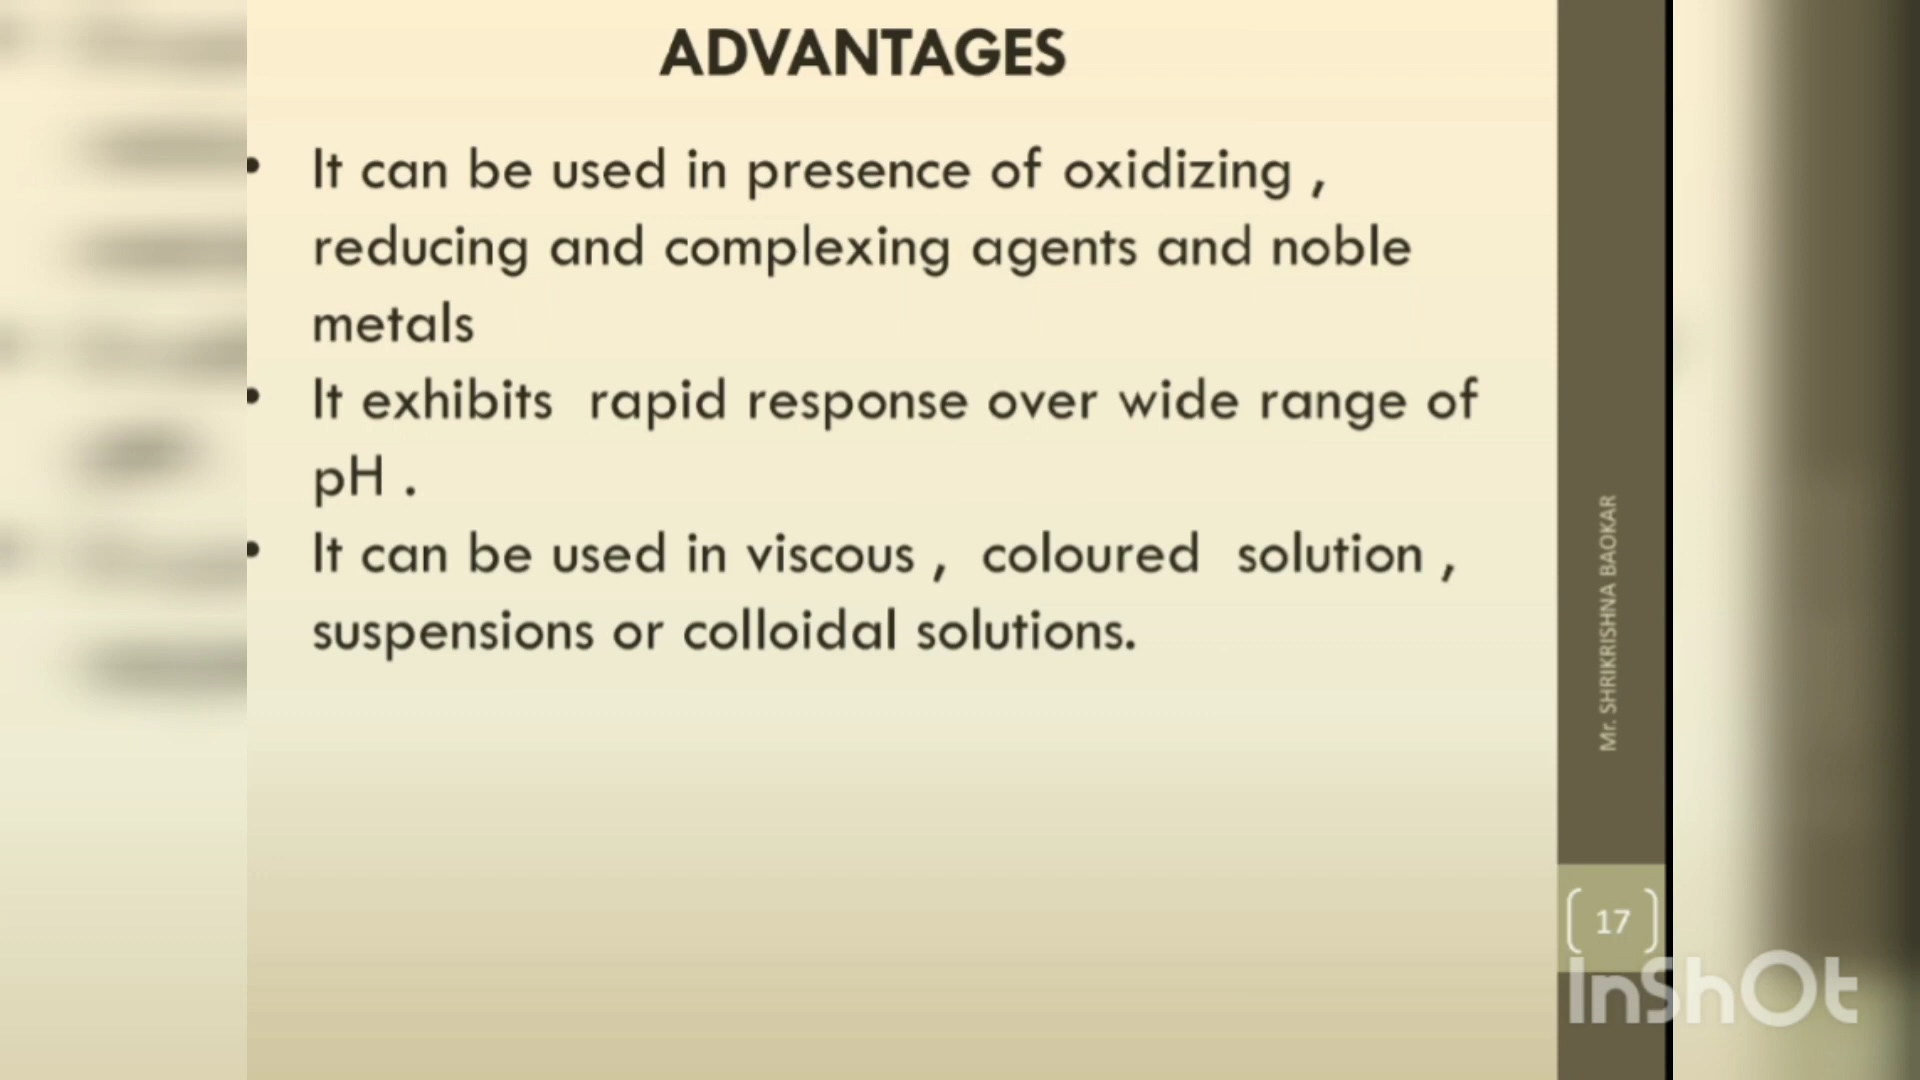 ADVANTAGES
• It can be used in presence of oxidizing ,
reducing and complexing agents and noble
metals
• It exhibits rapid response over wide range of
pH .
• It can be used in viscous , coloured solution ,
suspensions or colloidal solutions.
Mr. SHRIKRISHNA BAOKAR
17
InShOt